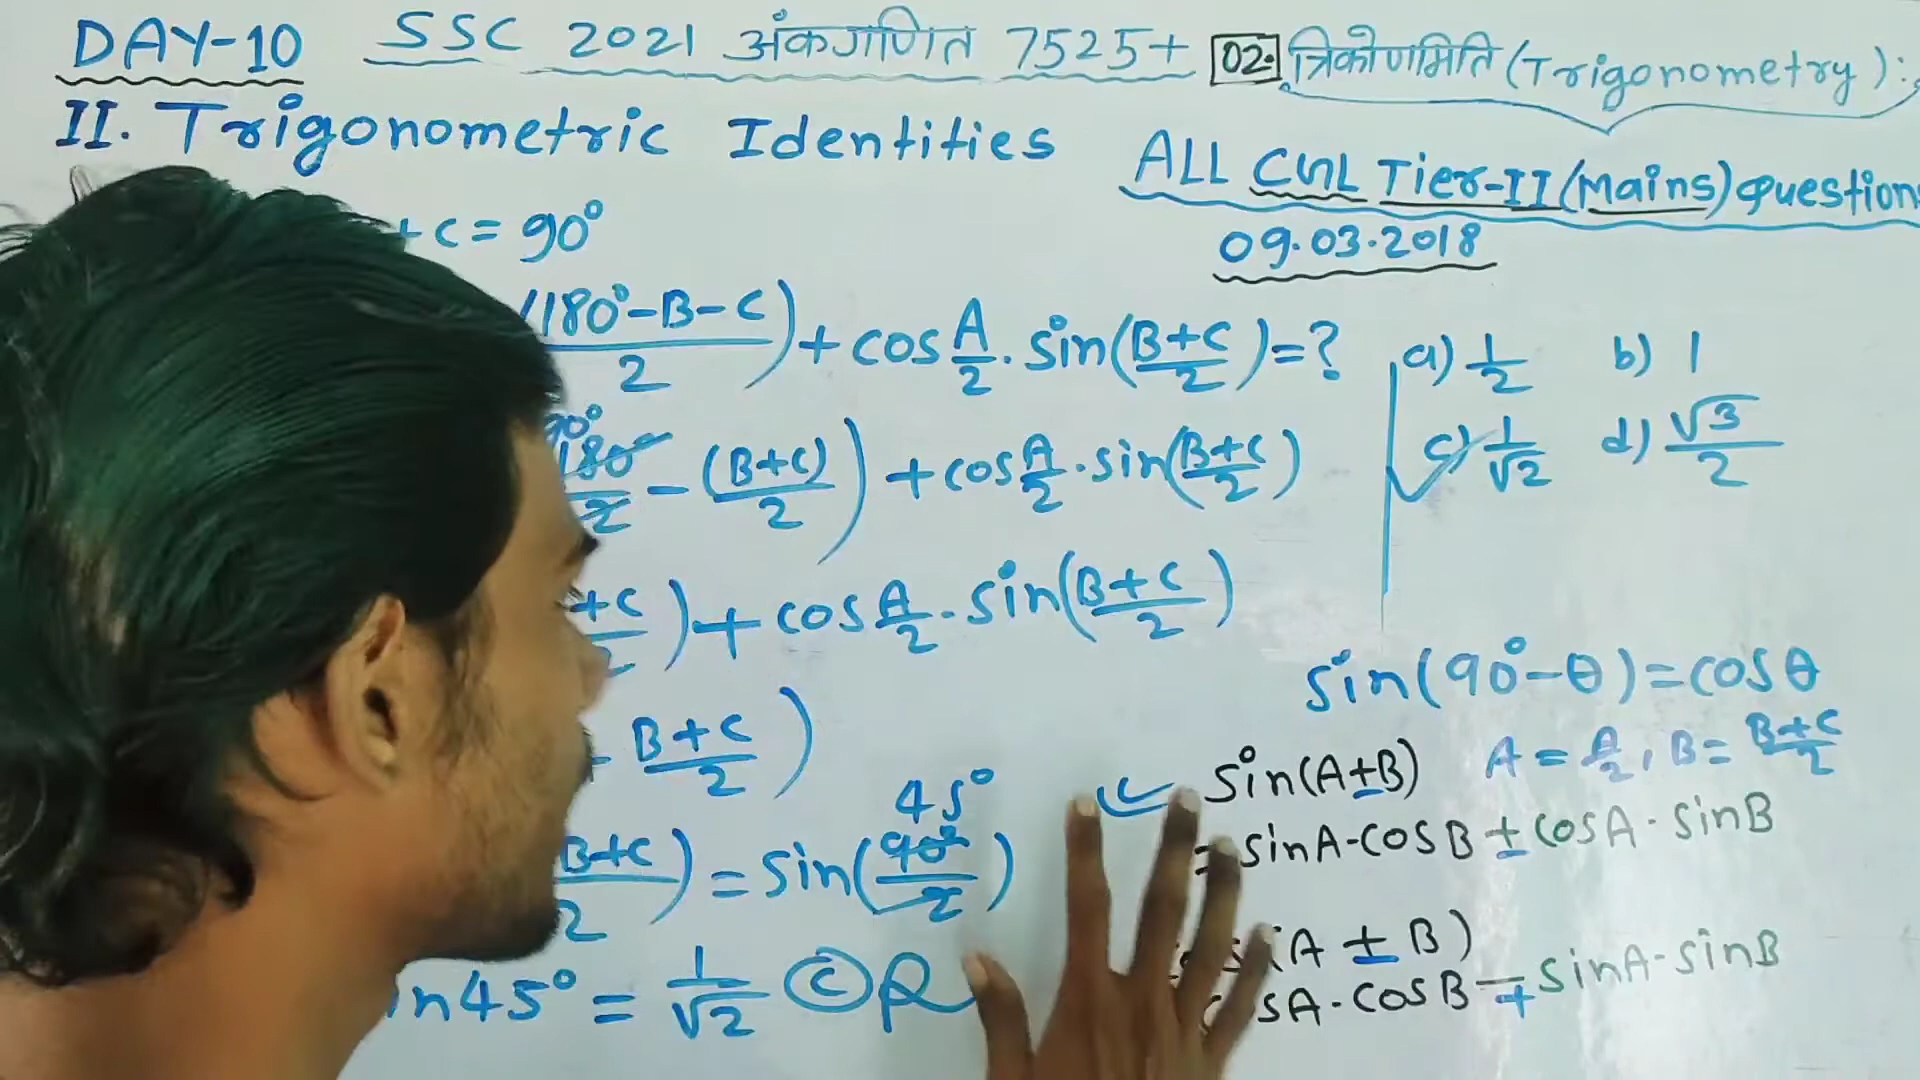 DAY-10 SSC 2021 अंकगणित 7525+ 02. त्रिकोणमिति (Trigonometry):
II. Trigonometric Identities
ALL CGL Tier-II (Mains) Questions
09.03.2018
+ C = 90°
(180°-B-C)/2) + cos A/2 . sin(B+C/2) = ?
a) 1/2 b) 1
c) 1/√2 d) √3/2
90°
180°/2 - (B+C)/2) + cos A/2 . sin(B+C/2)
+C) + cos A/2 . sin(B+C/2)
- B+C/2)
B+C/2) = sin(90°/2)
45°
in45° = 1/√2 (C) R
sin(90°-θ) = cosθ
sin(A±B) A = A/2, B = B+C/2
= sinA.cosB ± cosA.sinB
(A ± B)
sA.cosB ∓ sinA.sinB